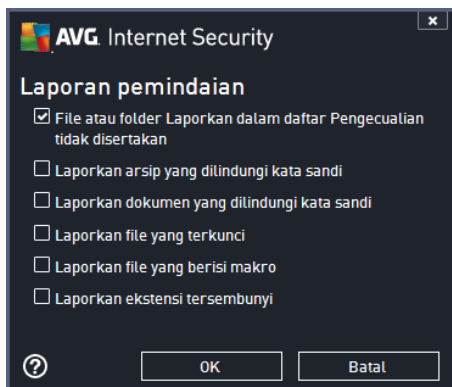 AVG. Internet Security
Laporan pemindaian
File atau folder Laporkan dalam daftar Pengecualian
tidak disertakan
Laporkan arsip yang dilindungi kata sandi
Laporkan dokumen yang dilindungi kata sandi
Laporkan file yang terkunci
Laporkan file yang berisi makro
Laporkan ekstensi tersembunyi
OK
Batal